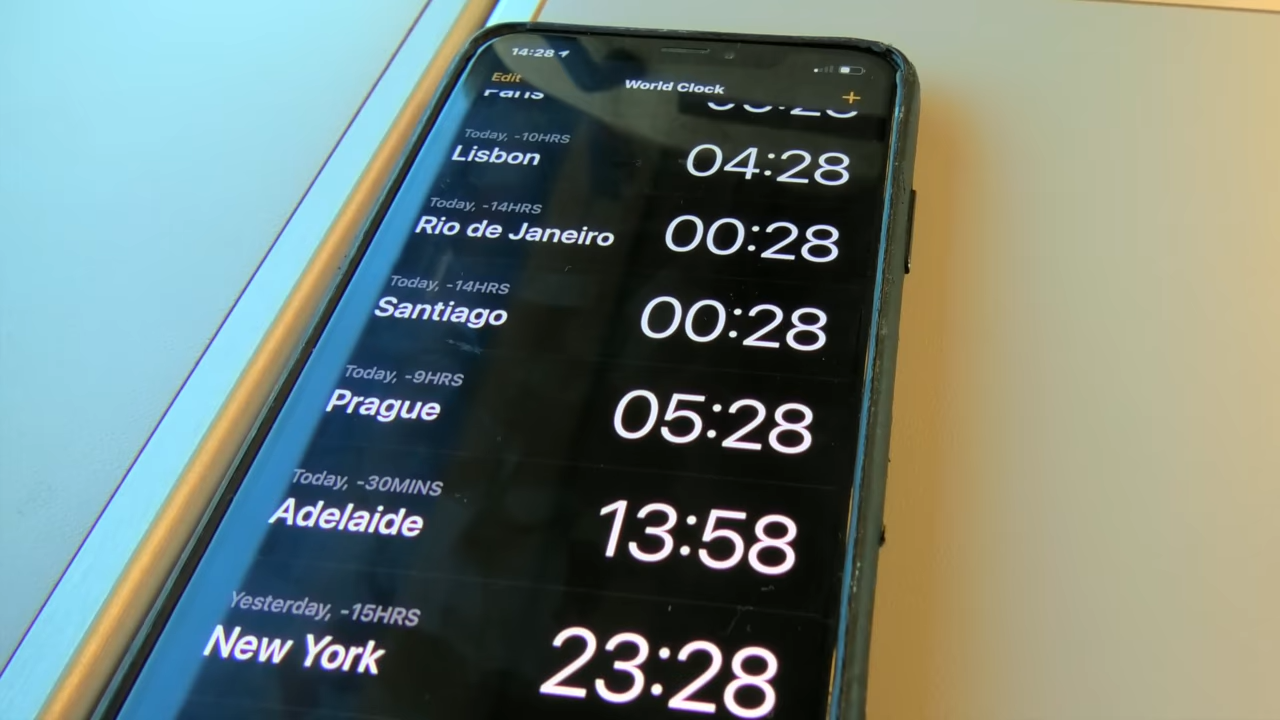 14:28
Edit
World Clock
+
Paris
Today, -10HRS
Lisbon
04:28
Today, -14HRS
Rio de Janeiro
00:28
Today, -14HRS
Santiago
00:28
Today, -9HRS
Prague
05:28
Today, -30MINS
Adelaide
13:58
Yesterday, -15HRS
New York
23:28